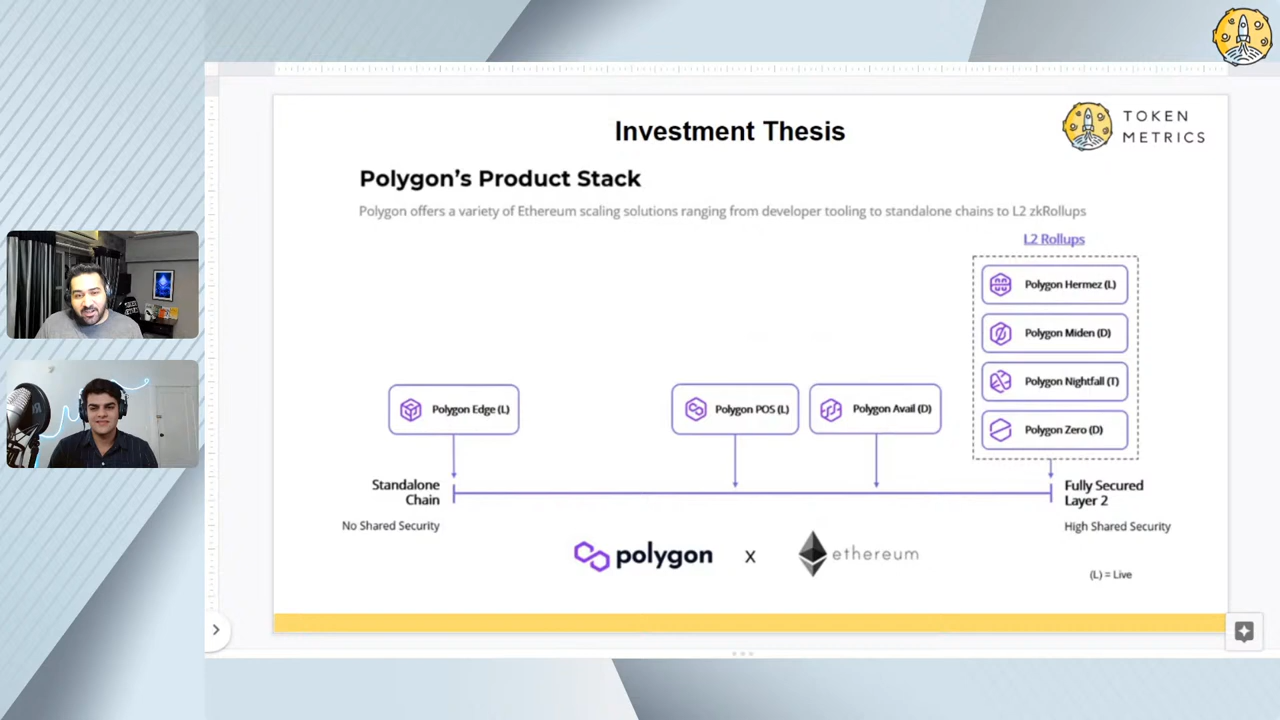 TOKEN
METRICS
Investment Thesis
Polygon's Product Stack
Polygon offers a variety of Ethereum scaling solutions ranging from developer tooling to standalone chains to L2 zkRollups
L2 Rollups
Polygon Hermez (L)
Polygon Miden (D)
Polygon Nightfall (T)
Polygon Zero (D)
Polygon Edge (L)
Polygon POS (L)
Polygon Avail (D)
Standalone
Chain
No Shared Security
Fully Secured
Layer 2
High Shared Security
polygon x ethereum
(L) = Live